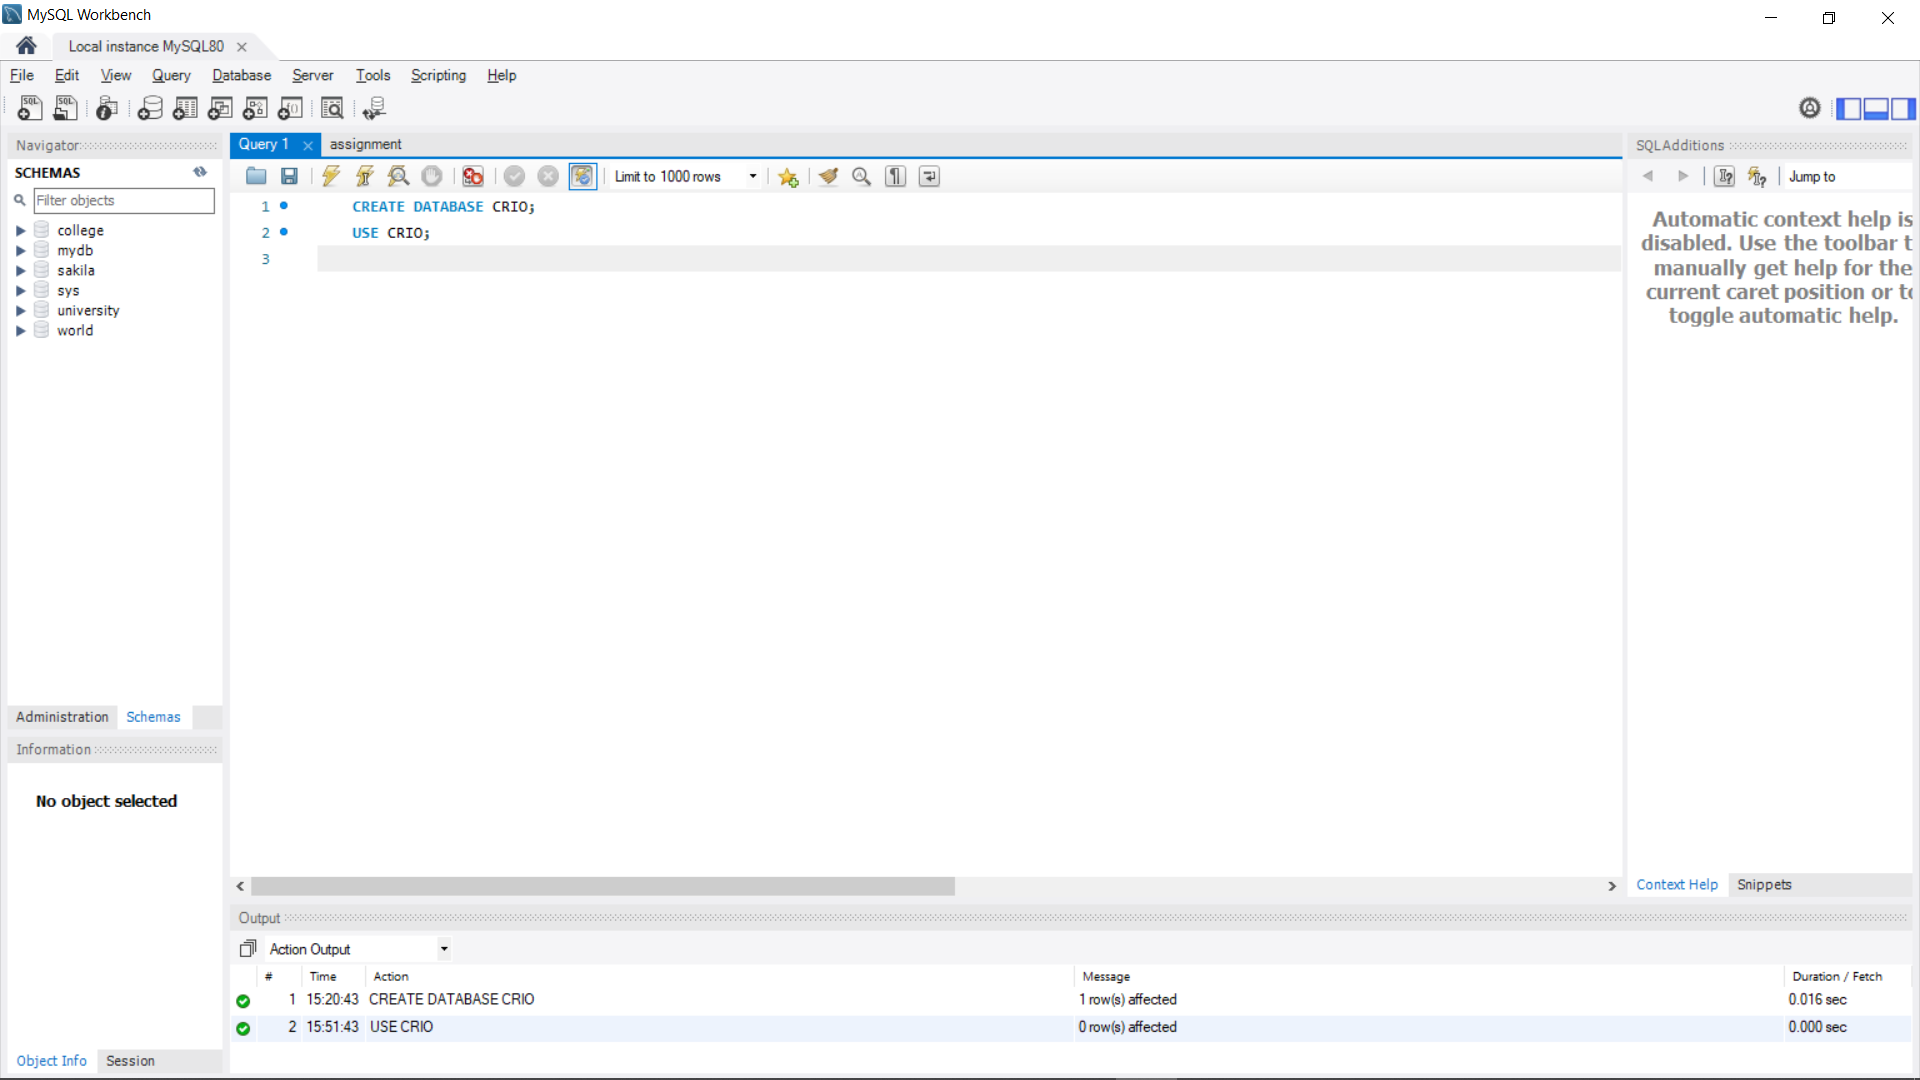 MySQL Workbench
Local instance MySQL80
File Edit View Query Database Server Tools Scripting Help
Navigator
SCHEMAS
Filter objects
college
mydb
sakila
sys
university
world
Administration Schemas
Information
No object selected
Object Info Session
Query 1 assignment
Limit to 1000 rows
1 CREATE DATABASE CRIO;
2 USE CRIO;
3
SQLAdditions
Jump to
Automatic context help is
disabled. Use the toolbar t
manually get help for the
current caret position or to
toggle automatic help.
Context Help Snippets
Output
Action Output
# Time Action Message Duration / Fetch
1 15:20:43 CREATE DATABASE CRIO 1 row(s) affected 0.016 sec
2 15:51:43 USE CRIO 0 row(s) affected 0.000 sec